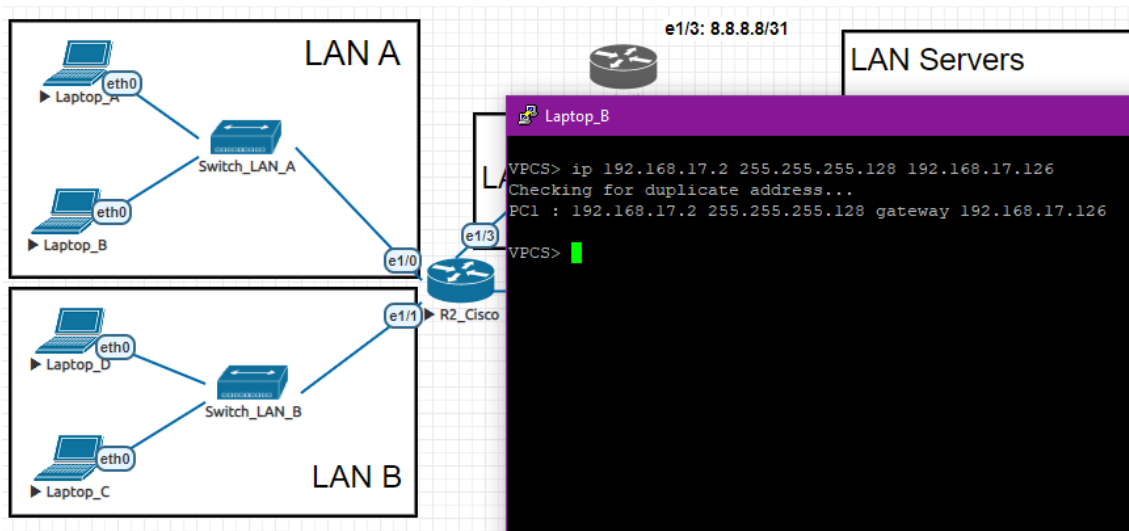 LAN A
eth0
Laptop_A
Switch_LAN_A
eth0
Laptop_B
e1/0
e1/3: 8.8.8.8/31
LAN Servers
e1/3
R2_Cisco
e1/1
eth0
Laptop_D
Switch_LAN_B
eth0
Laptop_C
LAN B
Laptop_B
VPCS> ip 192.168.17.2 255.255.255.128 192.168.17.126
Checking for duplicate address...
PC1 : 192.168.17.2 255.255.255.128 gateway 192.168.17.126
VPCS>